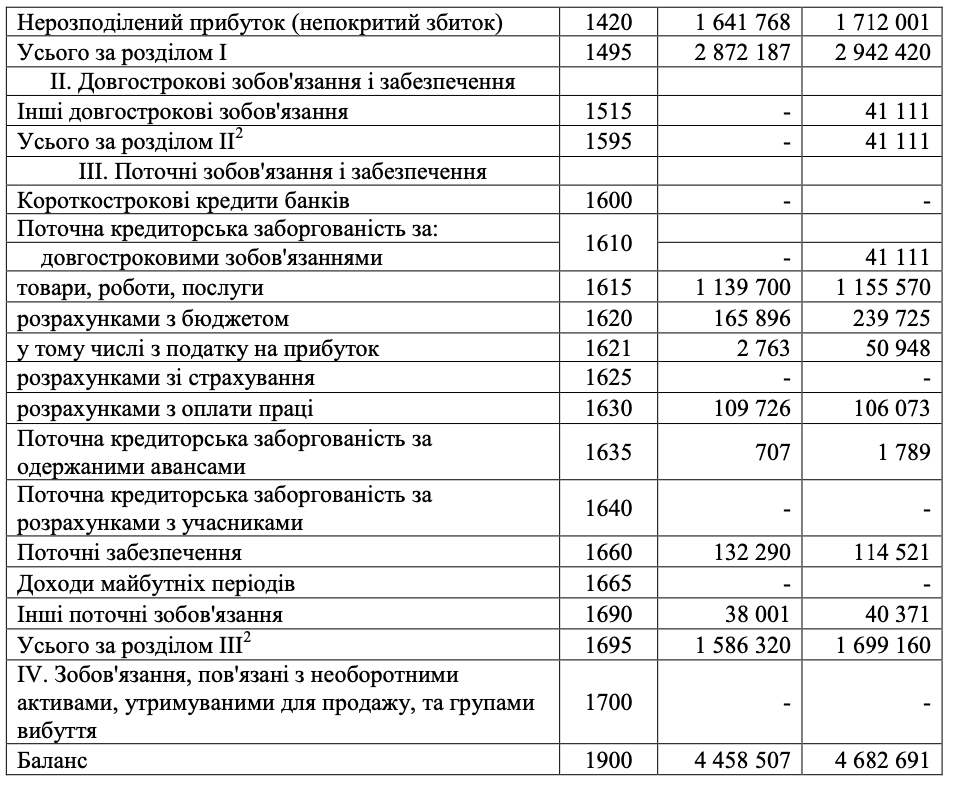 Нерозподілений прибуток (непокритий збиток) 1420 1 641 768 1 712 001
Усього за розділом I 1495 2 872 187 2 942 420
II. Довгострокові зобов'язання і забезпечення
Інші довгострокові зобов'язання 1515 - 41 111
Усього за розділом II² 1595 - 41 111
III. Поточні зобов'язання і забезпечення
Короткострокові кредити банків 1600 - -
Поточна кредиторська заборгованість за: 1610
довгостроковими зобов'язаннями - 41 111
товари, роботи, послуги 1615 1 139 700 1 155 570
розрахунками з бюджетом 1620 165 896 239 725
у тому числі з податку на прибуток 1621 2 763 50 948
розрахунками зі страхування 1625 - -
розрахунками з оплати праці 1630 109 726 106 073
Поточна кредиторська заборгованість за
одержаними авансами 1635 707 1 789
Поточна кредиторська заборгованість за
розрахунками з учасниками 1640 - -
Поточні забезпечення 1660 132 290 114 521
Доходи майбутніх періодів 1665 - -
Інші поточні зобов'язання 1690 38 001 40 371
Усього за розділом III² 1695 1 586 320 1 699 160
IV. Зобов'язання, пов'язані з необоротними
активами, утримуваними для продажу, та групами 1700 - -
вибуття
Баланс 1900 4 458 507 4 682 691